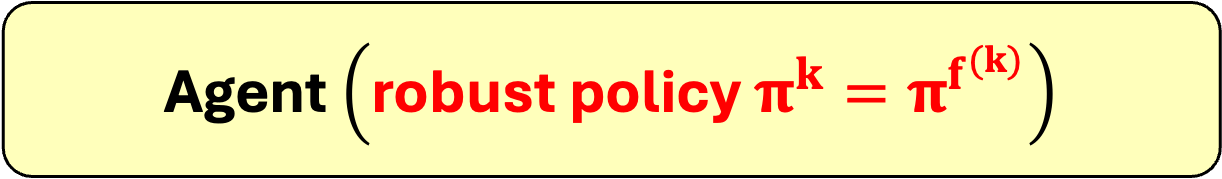 Agent (robust policy π^k = π^f^(k))